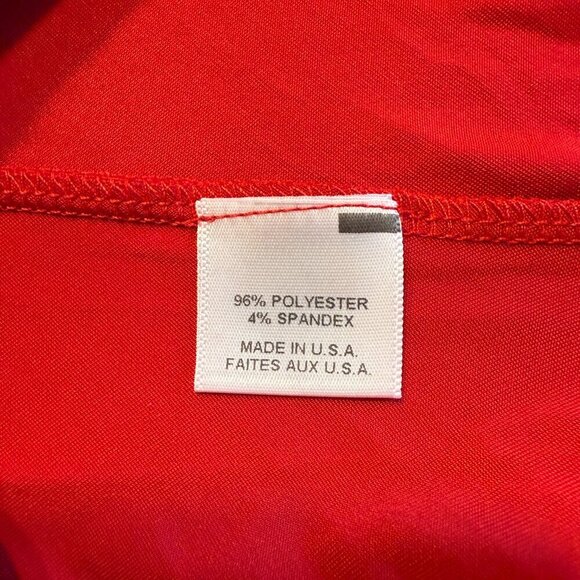 96% POLYESTER
4% SPANDEX
MADE IN U.S.A.
FAITES AUX U.S.A.